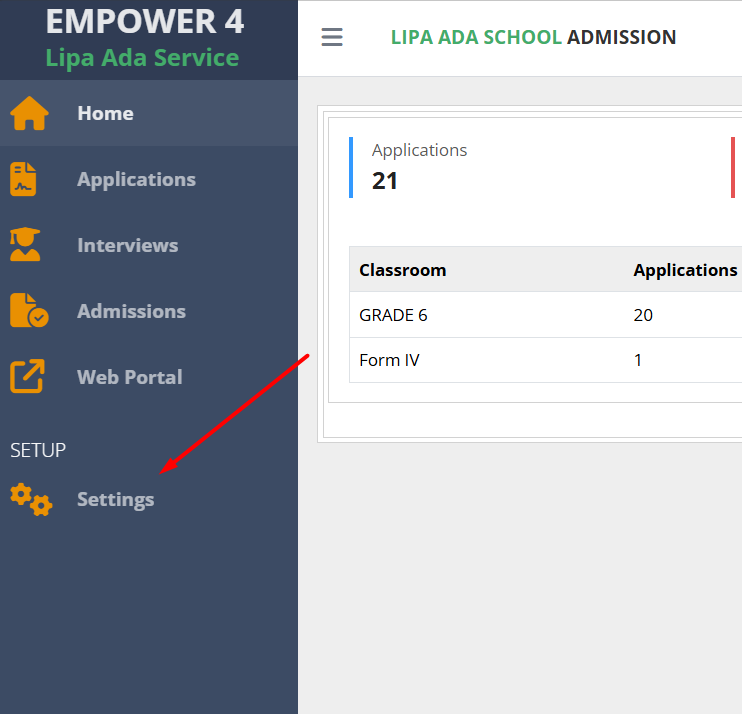 EMPOWER 4
Lipa Ada Service
Home
Applications
Interviews
Admissions
Web Portal
SETUP
Settings
LIPA ADA SCHOOL ADMISSION
Applications
21
Classroom Applications
GRADE 6 20
Form IV 1